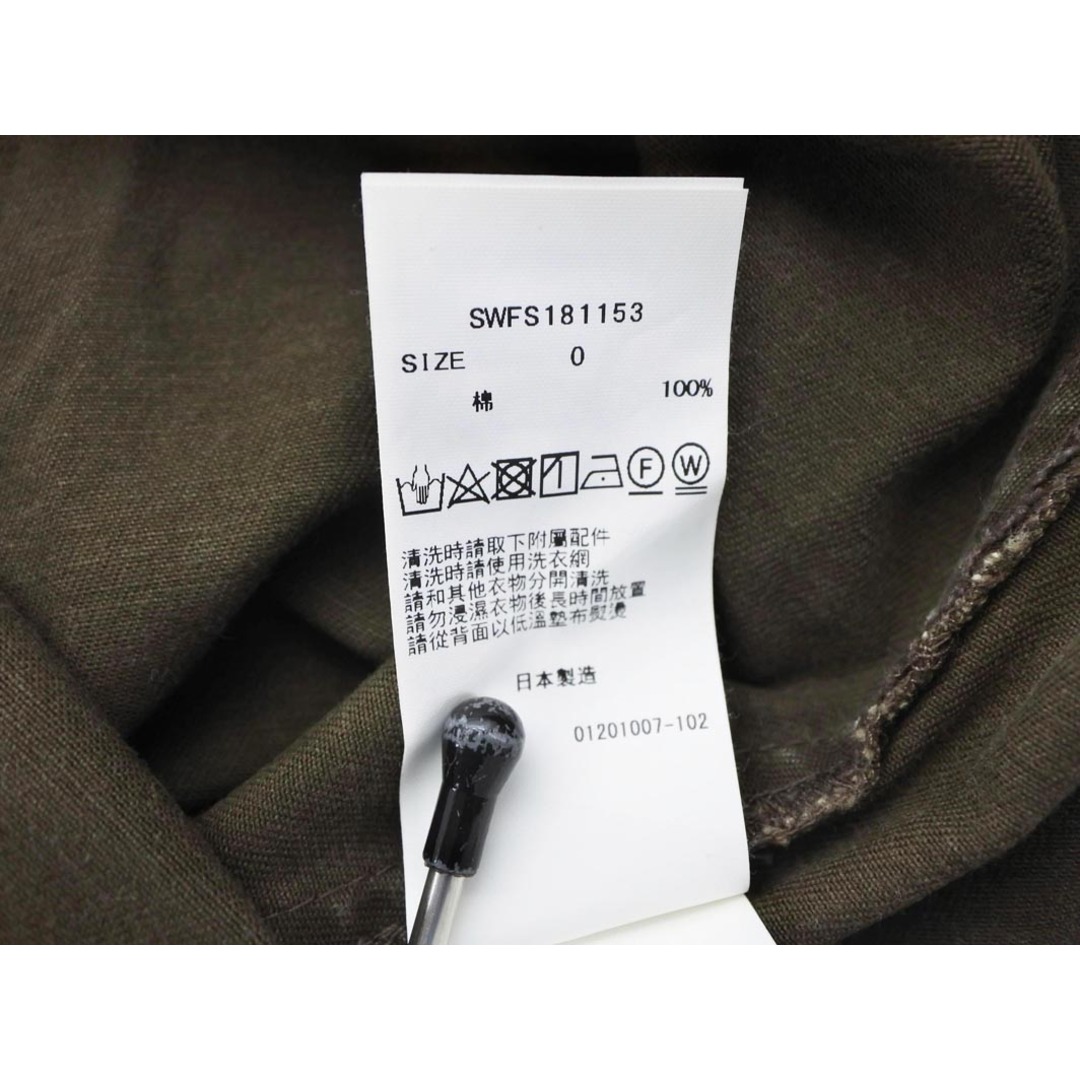 SWFS181153
SIZE 0
棉 100%
F W
清洗時請取下附屬配件
清洗時請使用洗衣網
請和其他衣物分開清洗
請勿浸濕衣物後長時間放置
請從背面以低溫墊布熨燙
日本製造
01201007-102